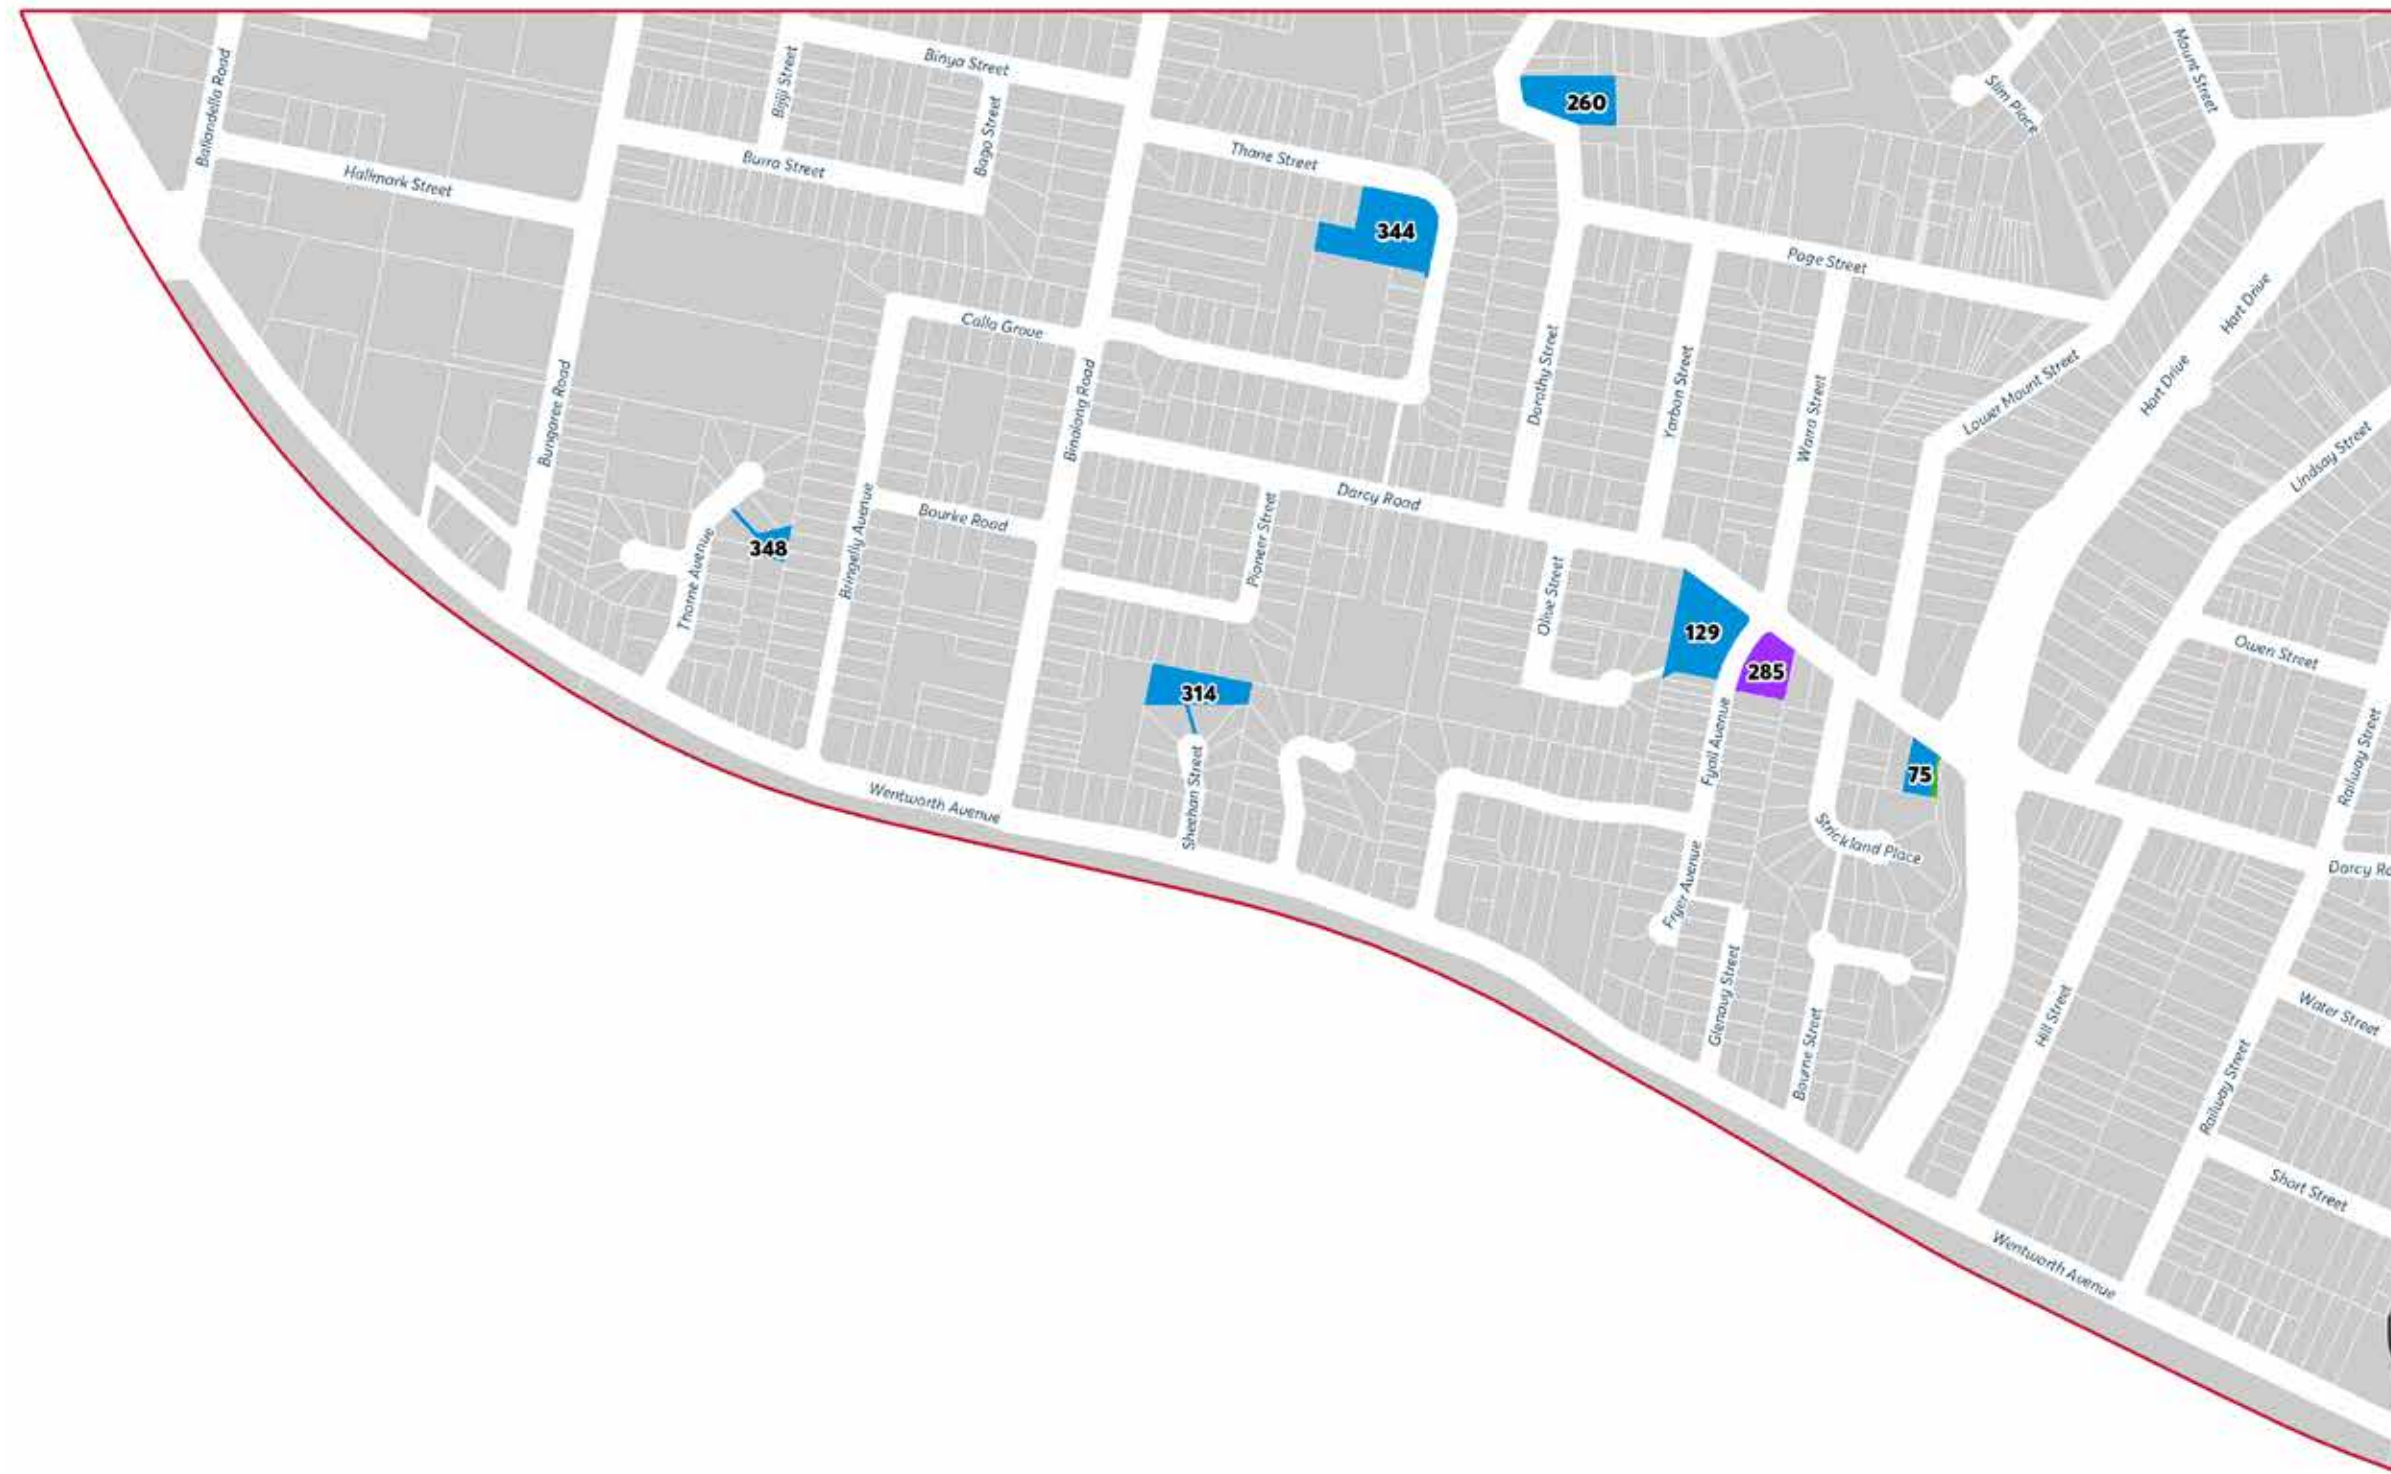 Ballandella Road
Bijiji Street
Binya Street
Bago Street
260
Slim Place
Mount Street
Hallmark Street
Burra Street
Thane Street
344
Page Street
Hart Drive
Hart Drive
Calla Grove
Bungaree Road
Binalong Road
Dorothy Street
Yarbon Street
Warra Street
Lower Mount Street
Lindsay Street
Darcy Road
Bourke Road
Bringelly Avenue
Pioneer Street
348
Thorne Avenue
Olive Street
129
285
Owen Street
314
Fyall Avenue
75
Railway Street
Wentworth Avenue
Sheehan Street
Strickland Place
Darcy Ro
Fryer Avenue
Glenavy Street
Bourne Street
Hill Street
Water Street
Railway Street
Short Street
Wentworth Avenue